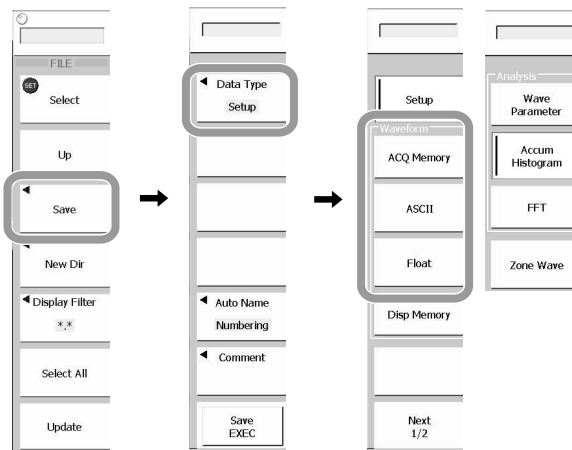 FILE
SET
Select
Up
Save
New Dir
Display Filter
*.*
Select All
Update
Data Type
Setup
Auto Name
Numbering
Comment
Save
EXEC
Setup
Waveform
ACQ Memory
ASCII
Float
Disp Memory
Next
1/2
Analysis
Wave
Parameter
Accum
Histogram
FFT
Zone Wave